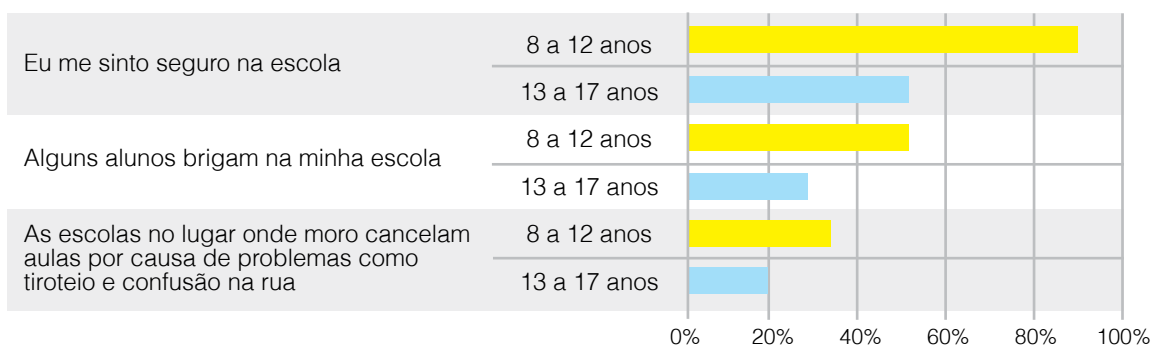 Eu me sinto seguro na escola
8 a 12 anos
13 a 17 anos
Alguns alunos brigam na minha escola
8 a 12 anos
13 a 17 anos
As escolas no lugar onde moro cancelam
aulas por causa de problemas como
tiroteio e confusão na rua
8 a 12 anos
13 a 17 anos
0% 20% 40% 60% 80% 100%